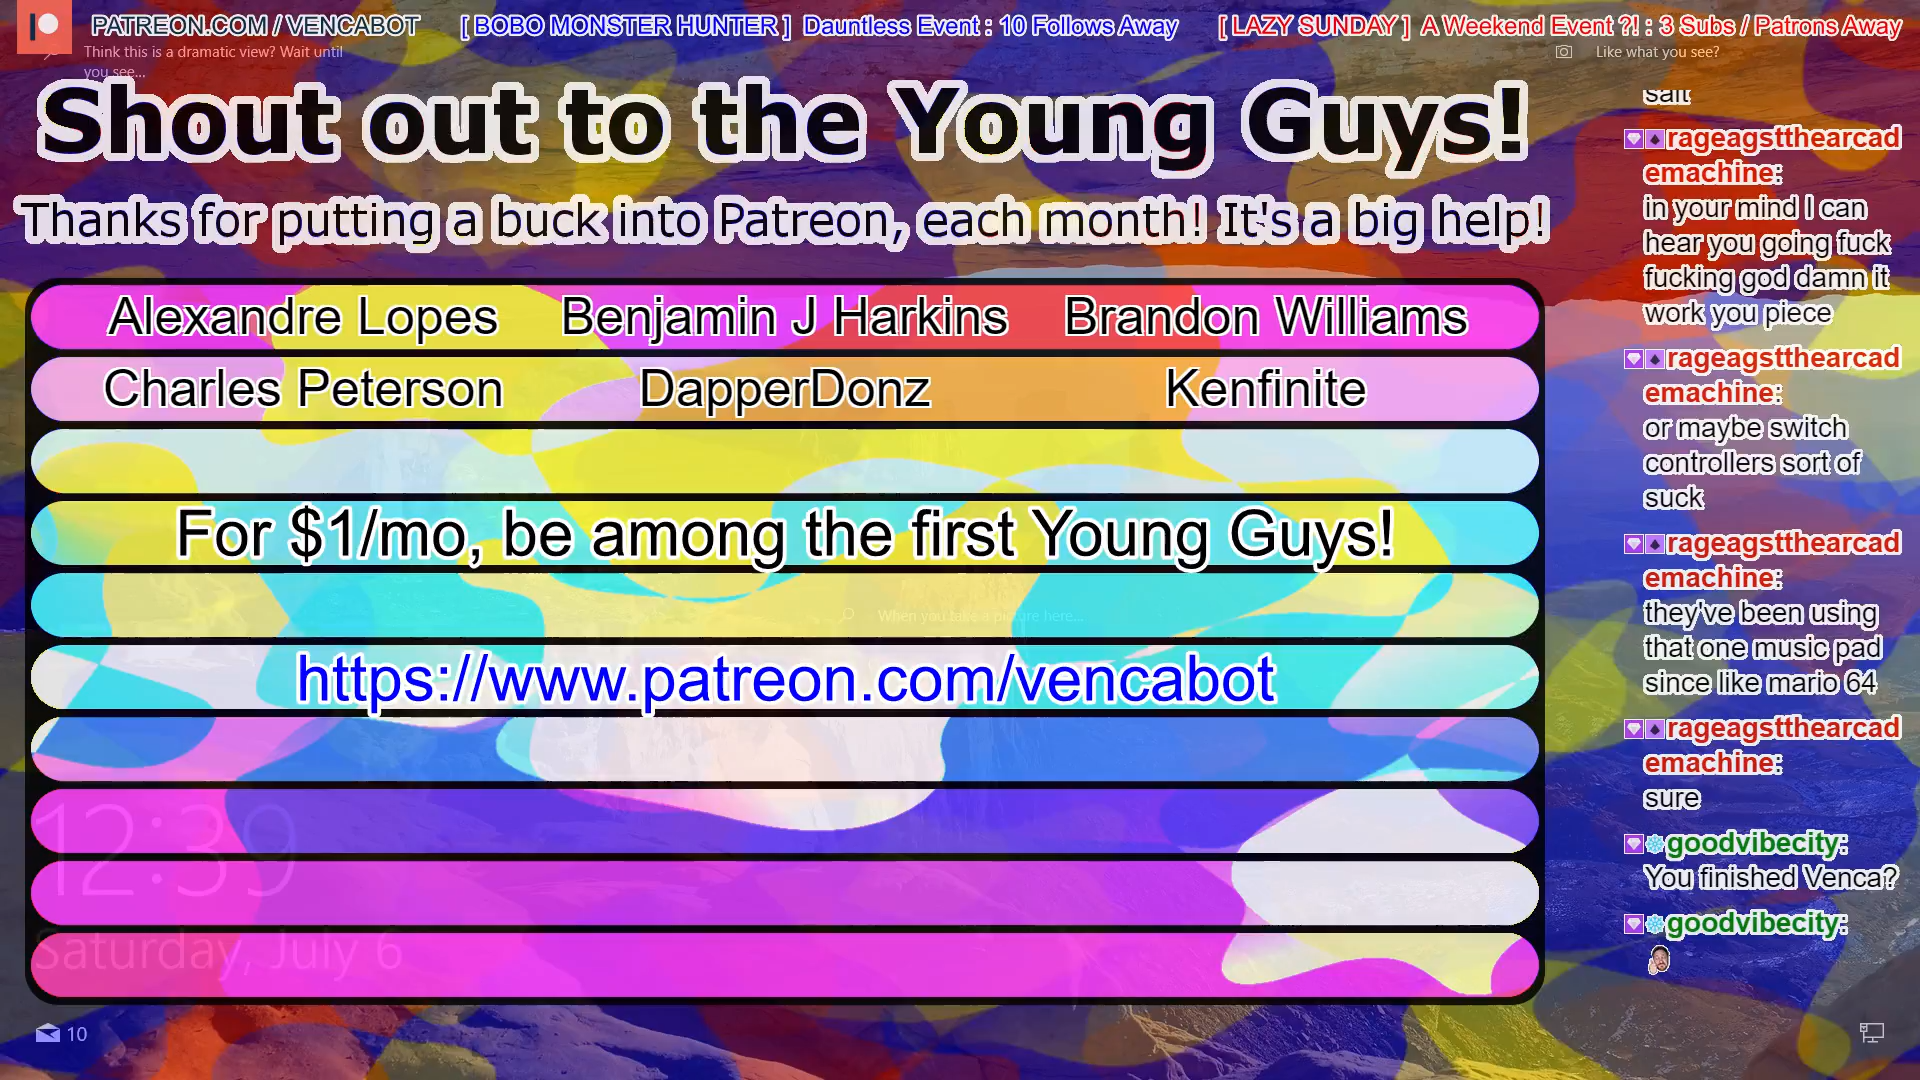 PATREON.COM / VENCABOT [ BOBO MONSTER HUNTER ] Dauntless Event : 10 Follows Away [ LAZY SUNDAY ] A Weekend Event ?! : 3 Subs / Patrons Away
Think this is a dramatic view? Wait until
you see...
Like what you see?
Shout out to the Young Guys!
Thanks for putting a buck into Patreon, each month! It's a big help!
Alexandre Lopes Benjamin J Harkins Brandon Williams
Charles Peterson DapperDonz Kenfinite
For $1/mo, be among the first Young Guys!
When you take a picture here...
https://www.patreon.com/vencabot
12:39
Saturday, July 6
10
salt
rageagstthearcad
emachine:
in your mind I can
hear you going fuck
fucking god damn it
work you piece
rageagstthearcad
emachine:
or maybe switch
controllers sort of
suck
rageagstthearcad
emachine:
they've been using
that one music pad
since like mario 64
rageagstthearcad
emachine:
sure
goodvibecity:
You finished Venca?
goodvibecity: